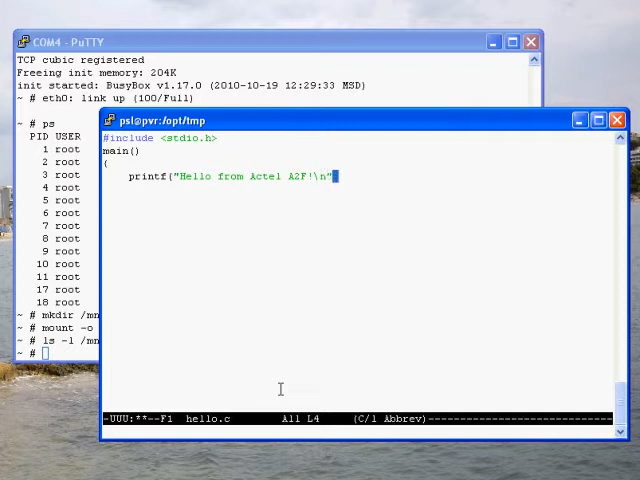 COM4 - PuTTY
TCP cubic registered
Freeing init memory: 204K
init started: BusyBox v1.17.0 (2010-10-19 12:29:33 MSD)
~ # eth0: link up (100/Full)
~ # ps
PID USER
1 root
2 root
3 root
4 root
5 root
6 root
7 root
8 root
9 root
10 root
11 root
17 root
18 root
~ # mkdir /mn
~ # mount -o
~ # ls -l /mn
~ #
psl@pvr:/opt/tmp
#include <stdio.h>
main()
{
printf("Hello from Actel A2F!\n"
-UUU:**--F1 hello.c All L4 (C/l Abbrev)-----------------------------